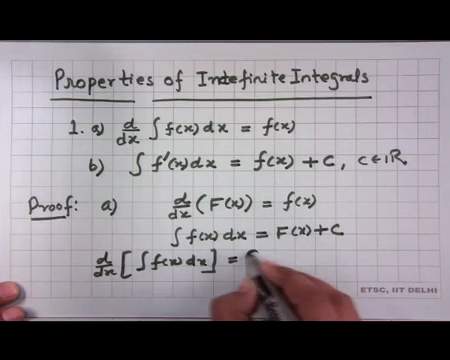 Properties of Indefinite Integrals
1. a) d/dx ∫ f(x) dx = f(x)
b) ∫ f'(x) dx = f(x) + C, C ∈ ℝ
Proof: a) d/dx (F(x)) = f(x)
∫ f(x) dx = F(x) + C
d/dx [ ∫ f(x) dx ] =
ETSC, IIT DELHI